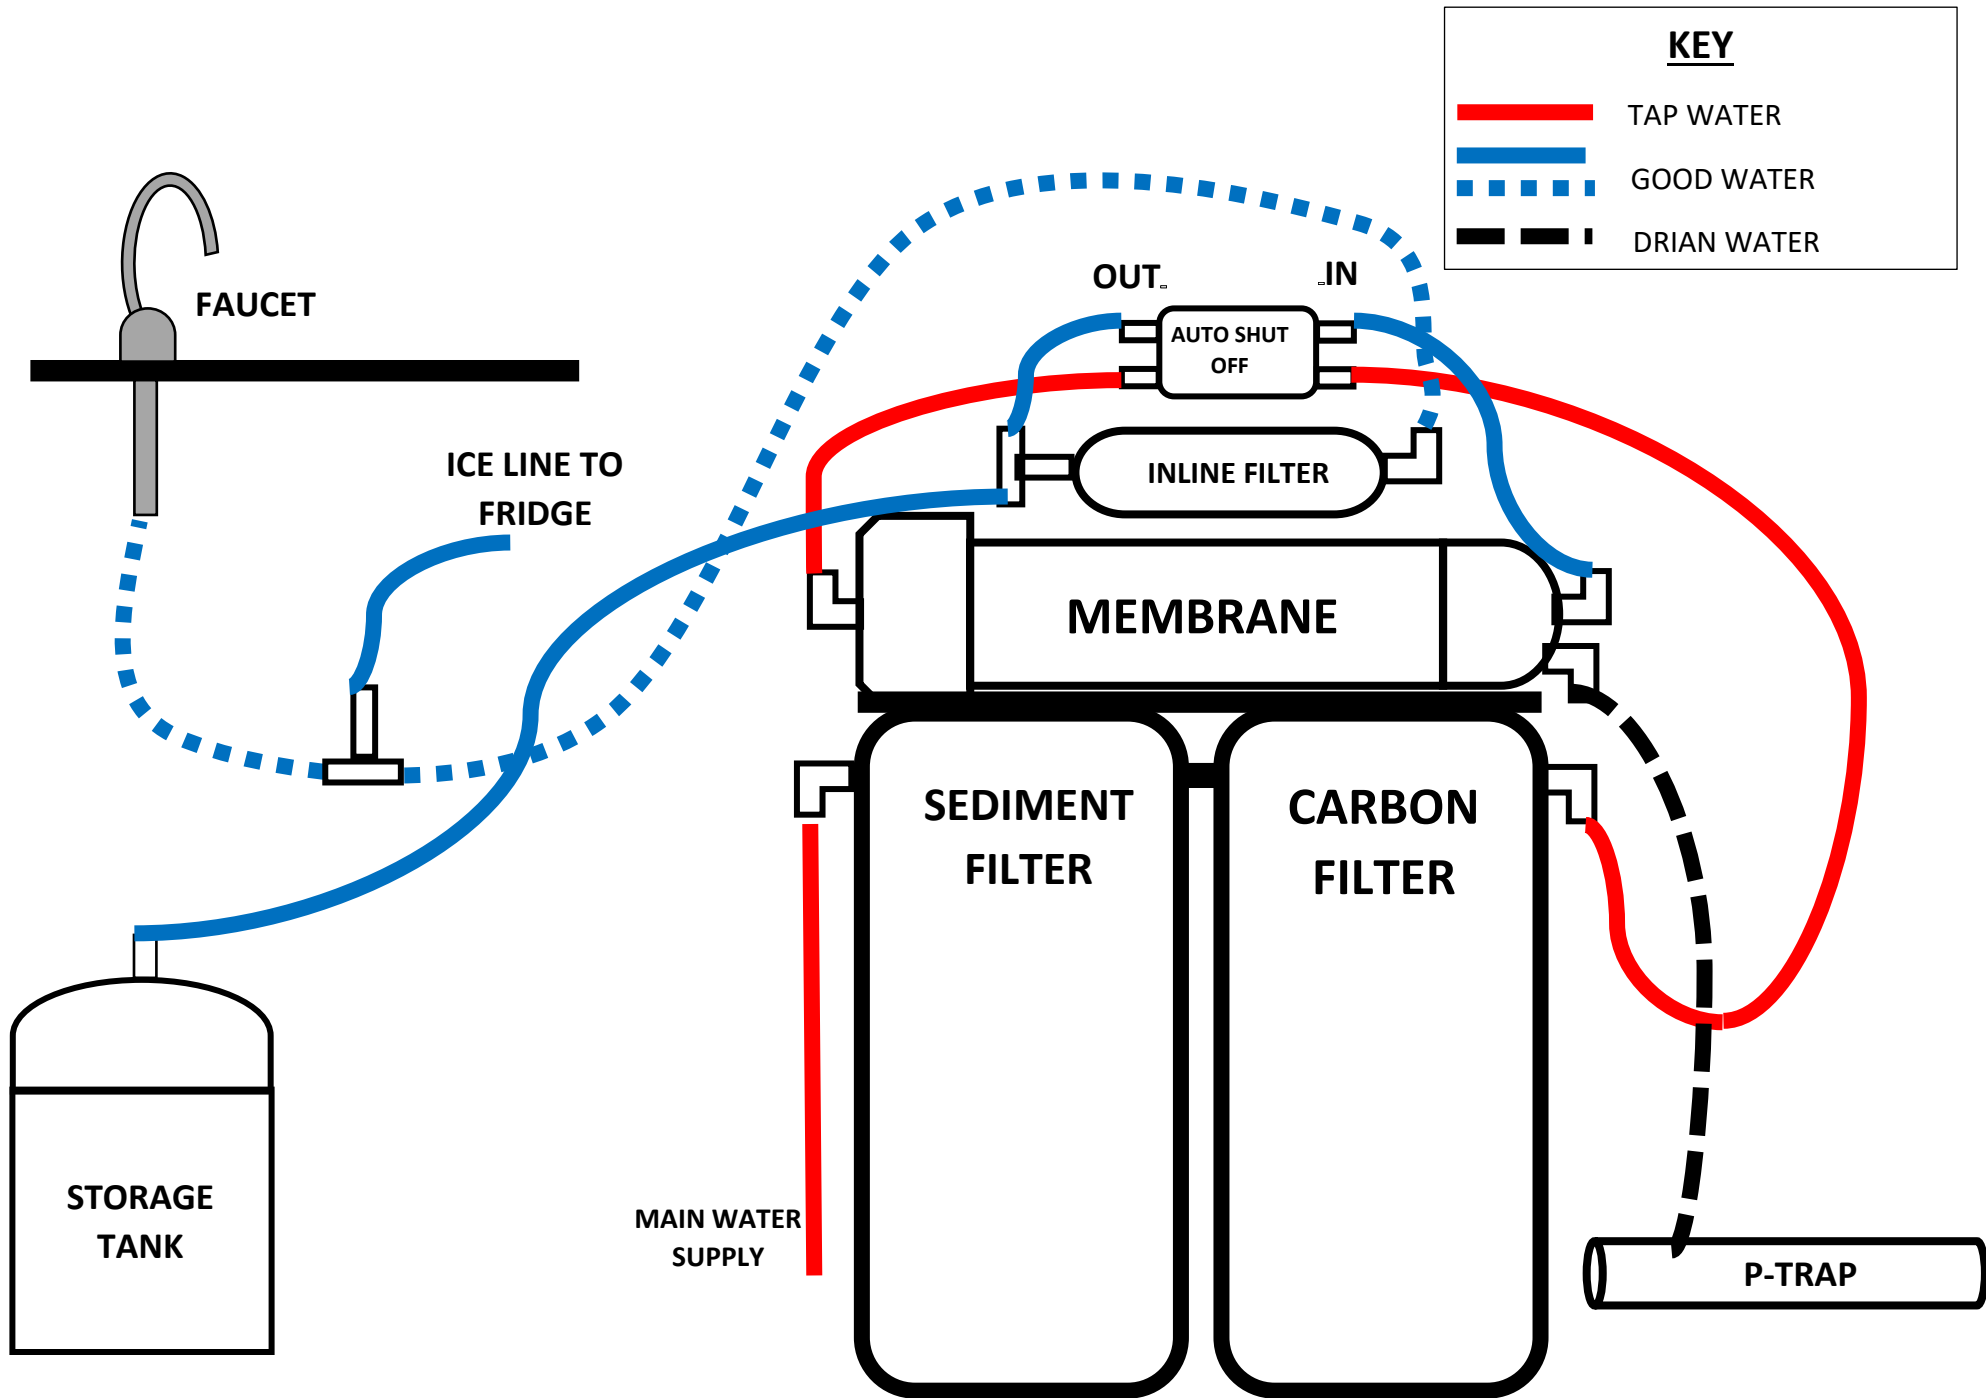 KEY
TAP WATER
GOOD WATER
DRIAN WATER
FAUCET
OUT
IN
AUTO SHUT
OFF
ICE LINE TO
FRIDGE
INLINE FILTER
MEMBRANE
SEDIMENT
FILTER
CARBON
FILTER
STORAGE
TANK
MAIN WATER
SUPPLY
P-TRAP